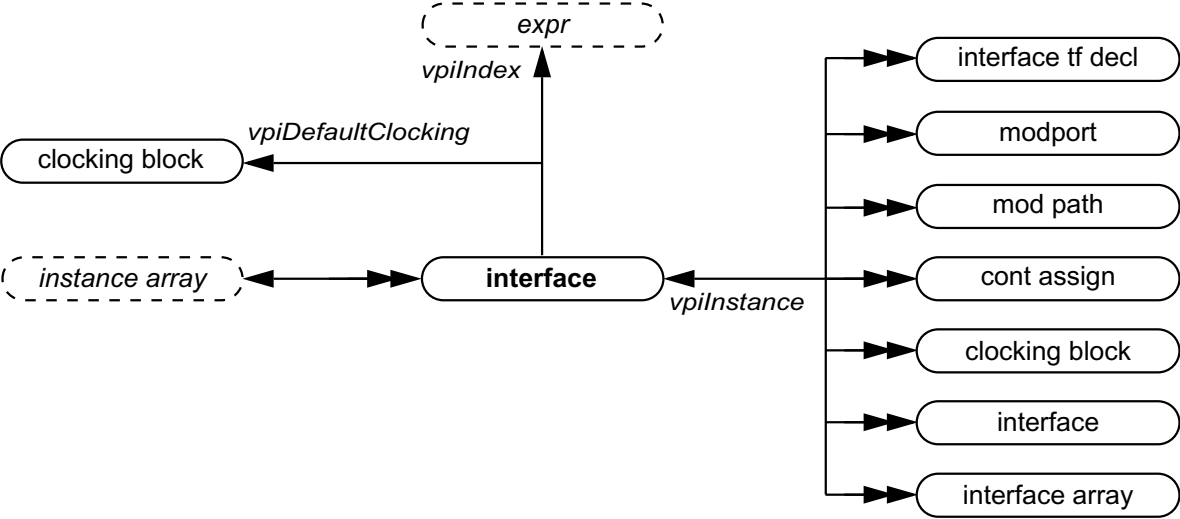 expr
vpiIndex
interface tf decl
vpiDefaultClocking
modport
clocking block
mod path
instance array
interface
cont assign
vpiInstance
clocking block
interface
interface array